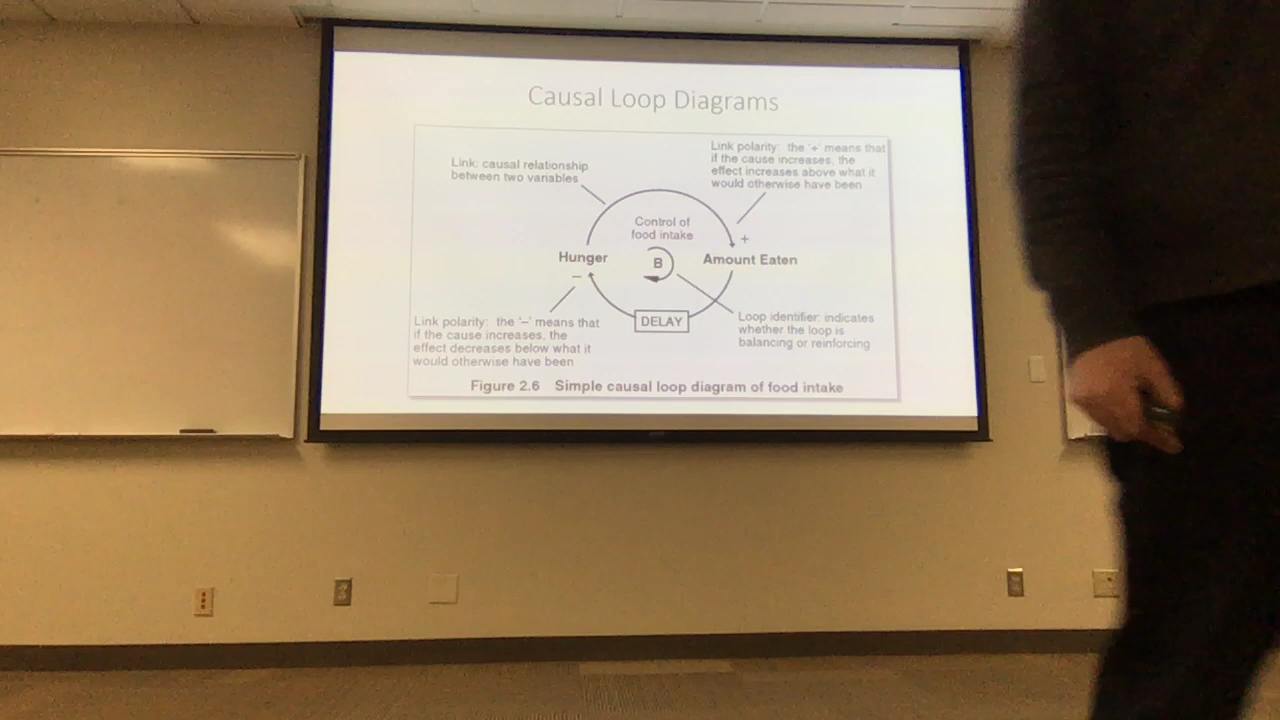 Causal Loop Diagrams
Link: causal relationship
between two variables
Link polarity: the '+' means that
if the cause increases, the
effect increases above what it
would otherwise have been
Control of
food intake
+
Hunger
B
Amount Eaten
–
DELAY
Link polarity: the '–' means that
if the cause increases, the
effect decreases below what it
would otherwise have been
Loop identifier: indicates
whether the loop is
balancing or reinforcing
Figure 2.6 Simple causal loop diagram of food intake